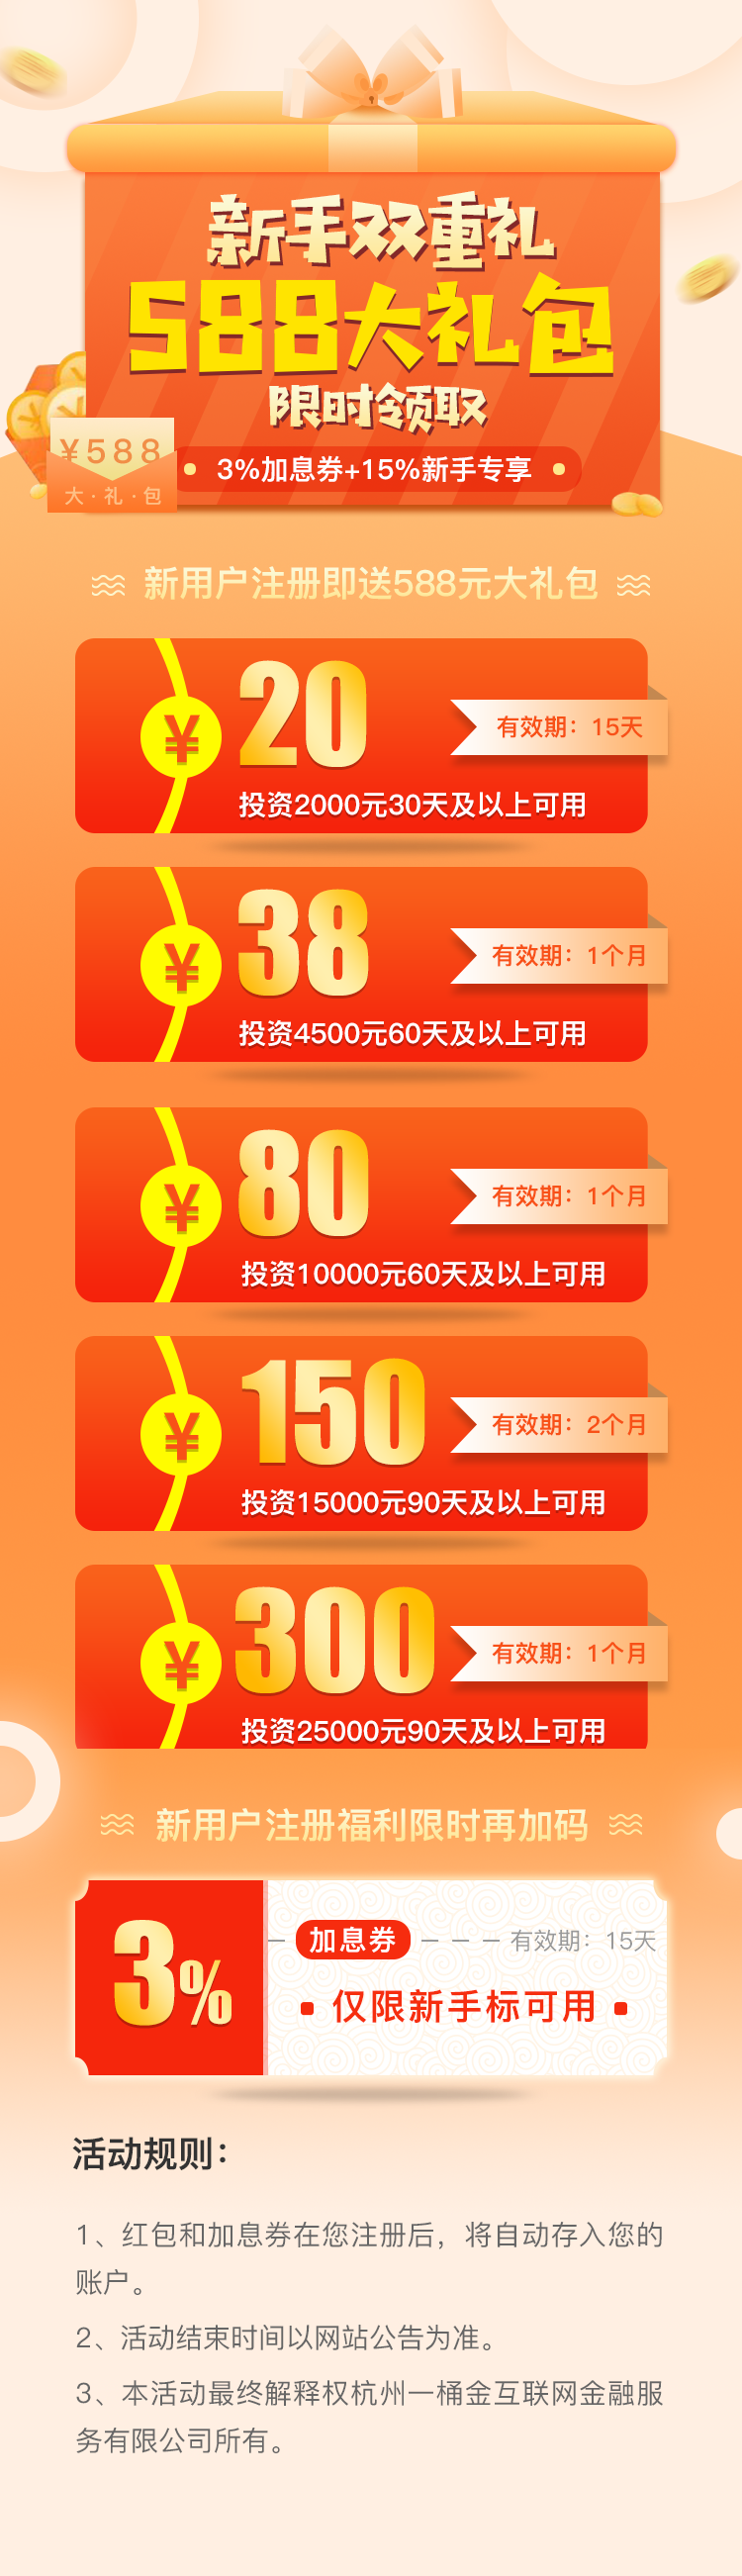 新手双重礼
588大礼包
限时领取
¥588
大·礼·包
3%加息券+15%新手专享
新用户注册即送588元大礼包
¥
20
有效期：15天
投资2000元30天及以上可用
¥
38
有效期：1个月
投资4500元60天及以上可用
¥
80
有效期：1个月
投资10000元60天及以上可用
¥
150
有效期：2个月
投资15000元90天及以上可用
¥
300
有效期：1个月
投资25000元90天及以上可用
新用户注册福利限时再加码
3%
加息券
有效期：15天
仅限新手标可用
活动规则：
1、红包和加息券在您注册后，将自动存入您的
账户。
2、活动结束时间以网站公告为准。
3、本活动最终解释权杭州一桶金互联网金融服
务有限公司所有。